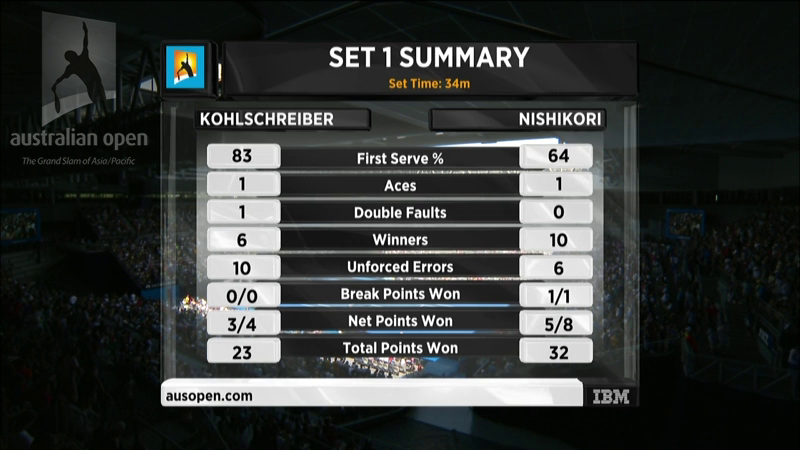 SET 1 SUMMARY
Set Time: 34m
australian open
The Grand Slam of Asia/Pacific
KOHLSCHREIBER NISHIKORI
83 First Serve % 64
1 Aces 1
1 Double Faults 0
6 Winners 10
10 Unforced Errors 6
0/0 Break Points Won 1/1
3/4 Net Points Won 5/8
23 Total Points Won 32
ausopen.com IBM